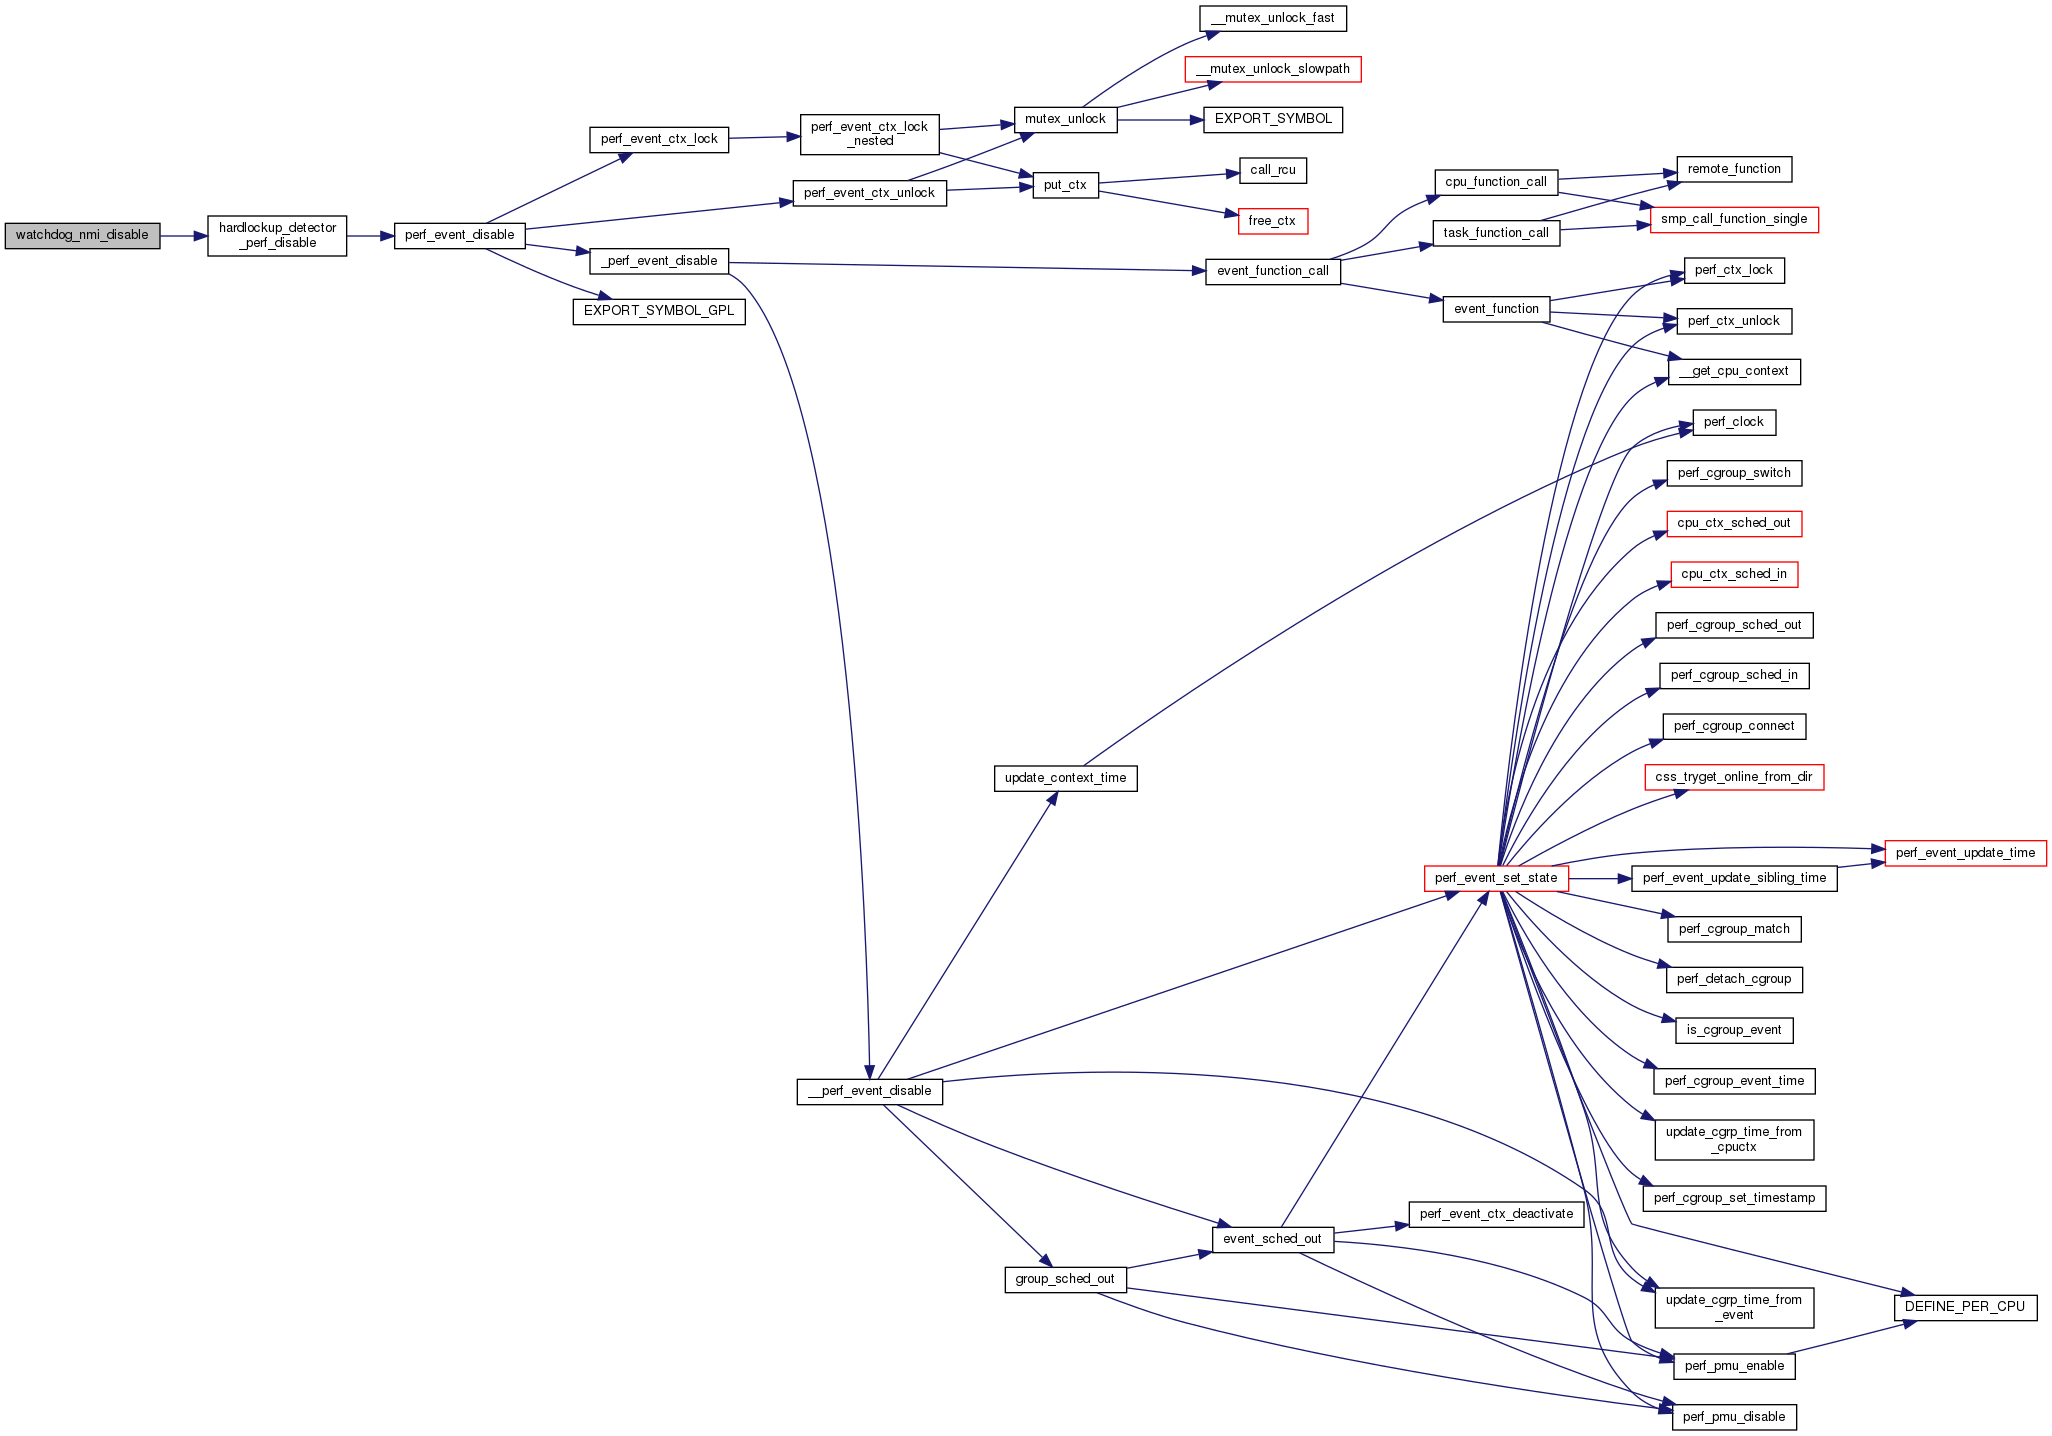 watchdog_nmi_disable
hardlockup_detector
_perf_disable
perf_event_disable
perf_event_ctx_lock
perf_event_ctx_unlock
_perf_event_disable
EXPORT_SYMBOL_GPL
perf_event_ctx_lock
_nested
mutex_unlock
put_ctx
__mutex_unlock_fast
__mutex_unlock_slowpath
EXPORT_SYMBOL
call_rcu
free_ctx
event_function_call
cpu_function_call
task_function_call
event_function
remote_function
smp_call_function_single
perf_ctx_lock
perf_ctx_unlock
__get_cpu_context
perf_clock
perf_cgroup_switch
cpu_ctx_sched_out
cpu_ctx_sched_in
perf_cgroup_sched_out
perf_cgroup_sched_in
perf_cgroup_connect
css_tryget_online_from_dir
perf_event_update_time
perf_event_set_state
perf_event_update_sibling_time
perf_cgroup_match
perf_detach_cgroup
is_cgroup_event
perf_cgroup_event_time
update_cgrp_time_from
_cpuctx
perf_cgroup_set_timestamp
update_context_time
__perf_event_disable
group_sched_out
event_sched_out
perf_event_ctx_deactivate
update_cgrp_time_from
_event
DEFINE_PER_CPU
perf_pmu_enable
perf_pmu_disable